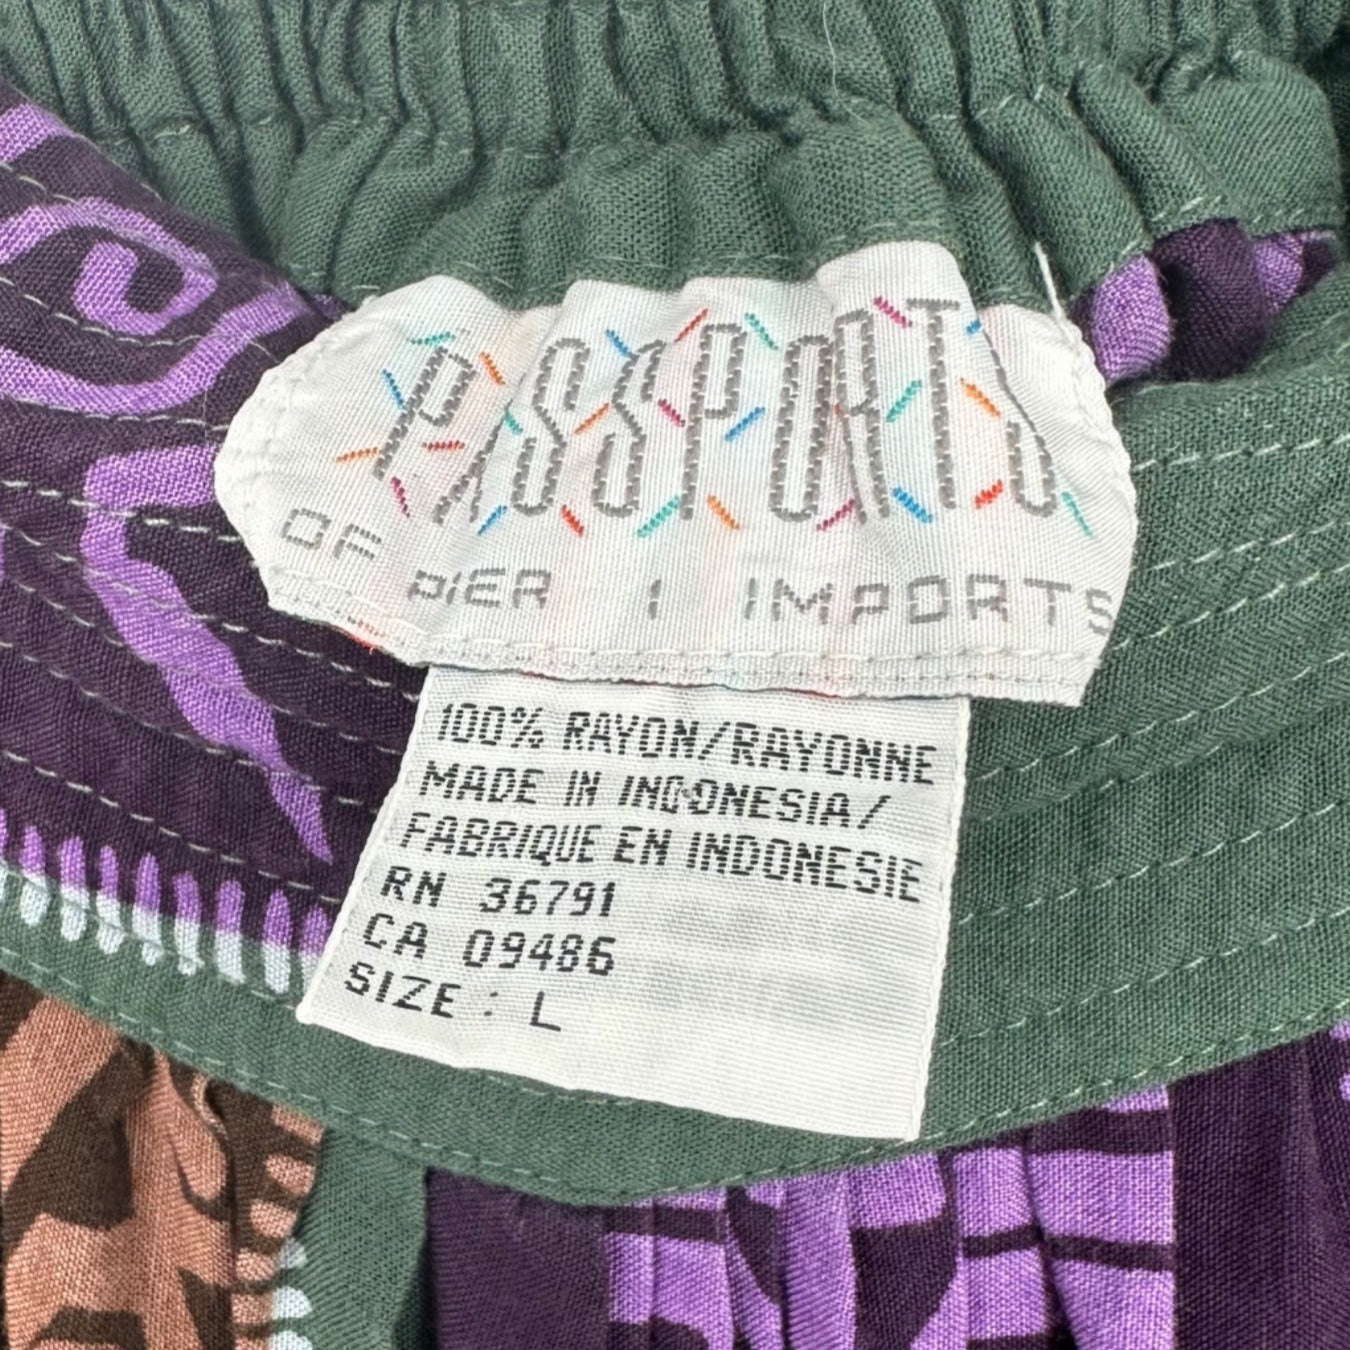 PASSPORTS
OF PIER 1 IMPORTS
100% RAYON/RAYONNE
MADE IN INDONESIA/
FABRIQUE EN INDONESIE
RN 36791
CA 09486
SIZE : L